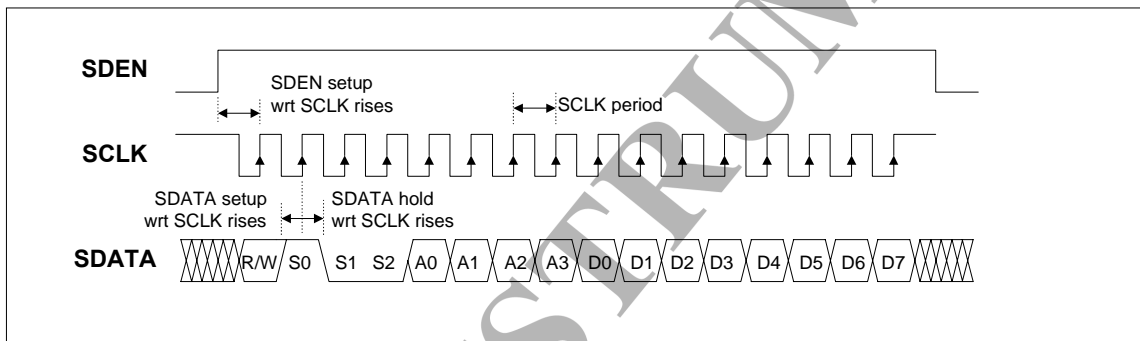 SDEN
SDEN setup
wrt SCLK rises
SCLK period
SCLK
SDATA setup
wrt SCLK rises
SDATA hold
wrt SCLK rises
SDATA R/W S0 S1 S2 A0 A1 A2 A3 D0 D1 D2 D3 D4 D5 D6 D7
STRUM